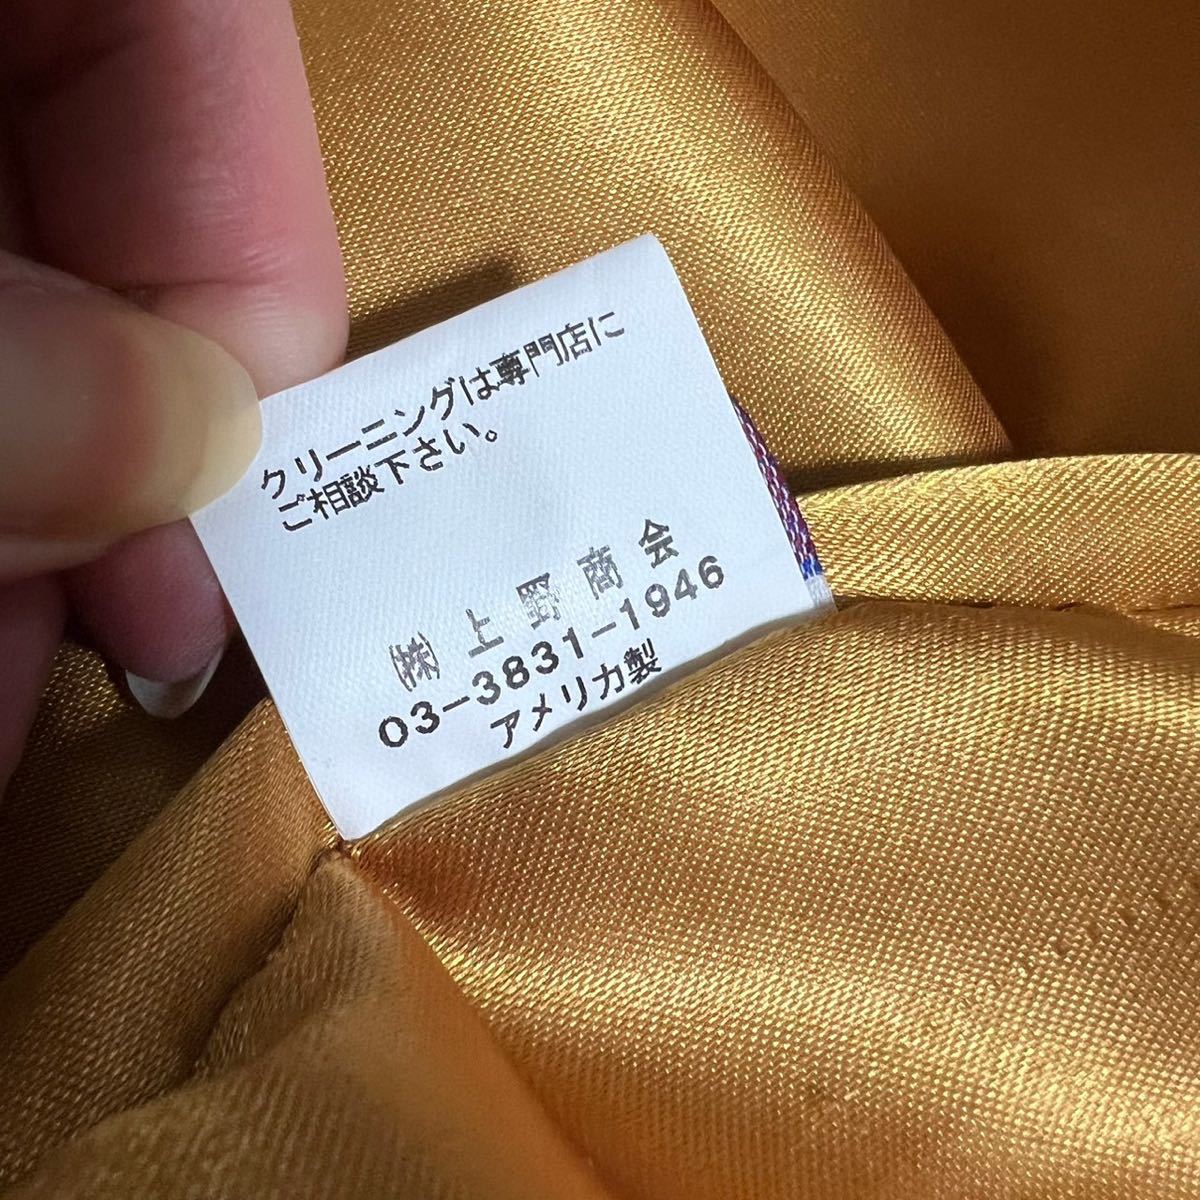 クリーニングは専門店に
ご相談下さい。
㈱上野商会
03-3831-1946
アメリカ製